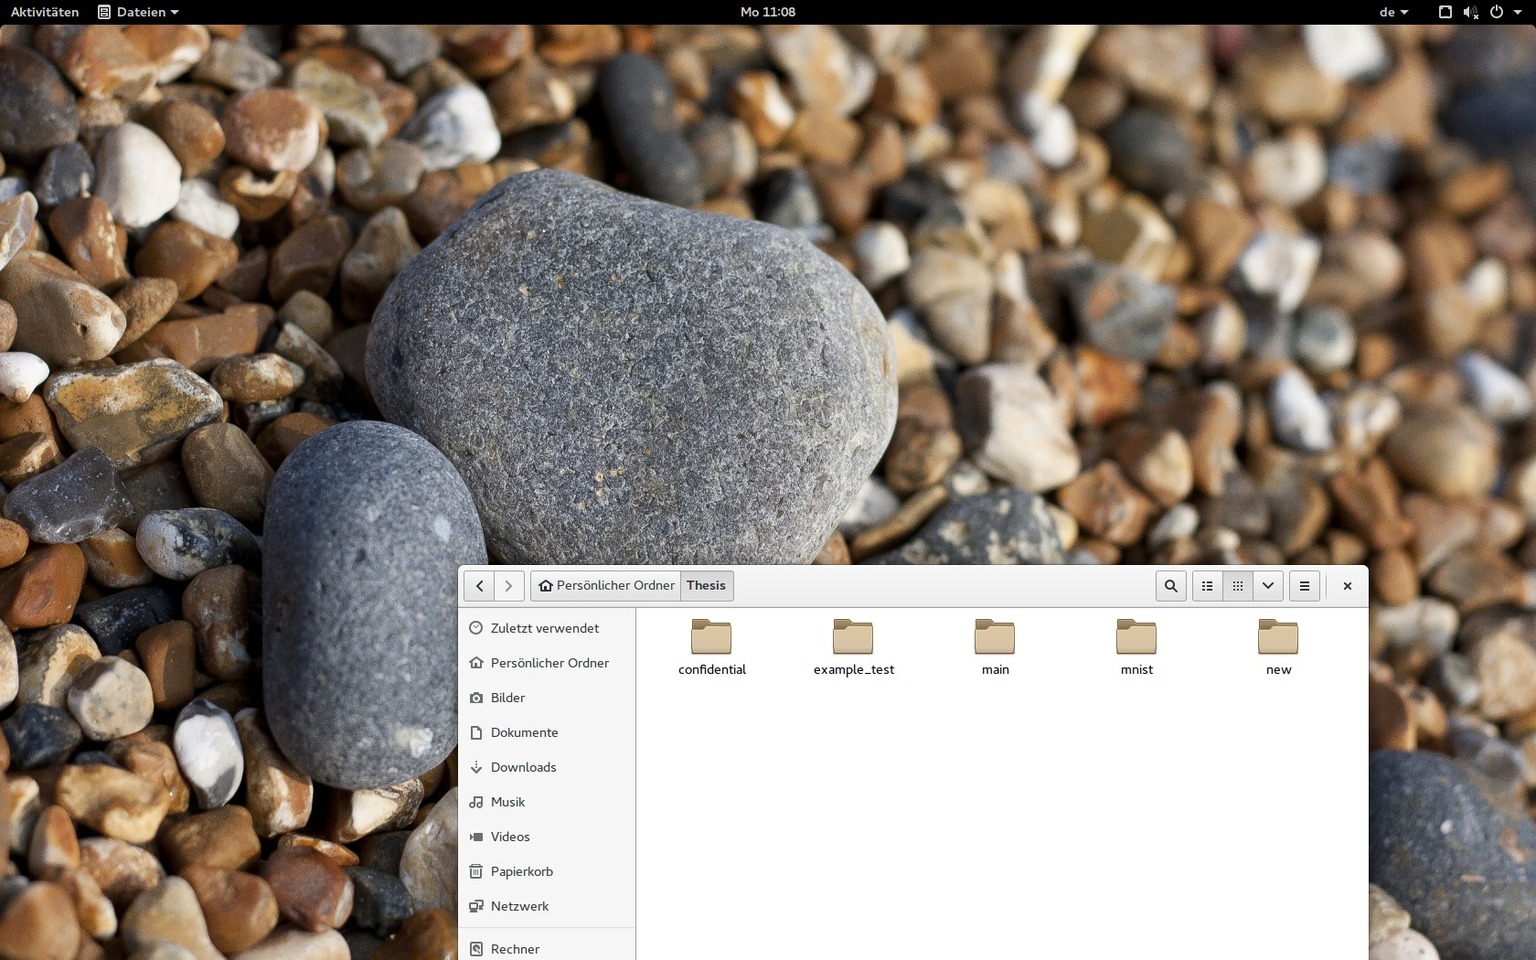 Aktivitäten Dateien Mo 11:08 de
Persönlicher Ordner Thesis
Zuletzt verwendet
Persönlicher Ordner
Bilder
Dokumente
Downloads
Musik
Videos
Papierkorb
Netzwerk
Rechner
confidential example_test main mnist new